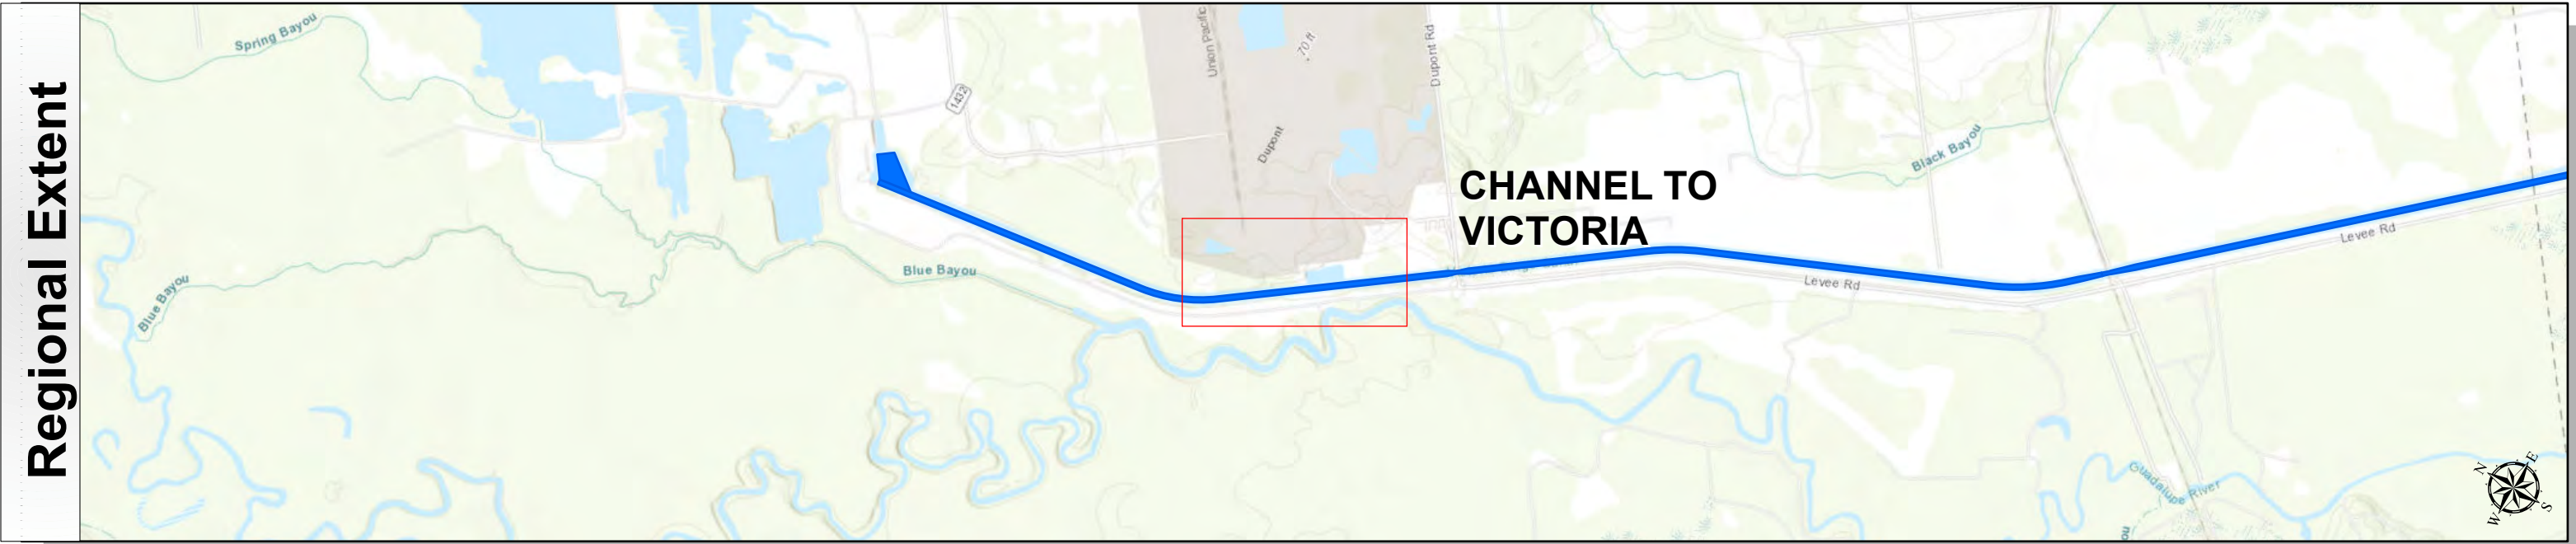 Regional Extent
Spring Bayou
Union Pacific
70 ft
Dupont Rd
1432
Dupont
Black Bayou
CHANNEL TO
VICTORIA
Levee Rd
Blue Bayou
Blue Bayou
Levee Rd
Guadalupe River
N
E
W
S